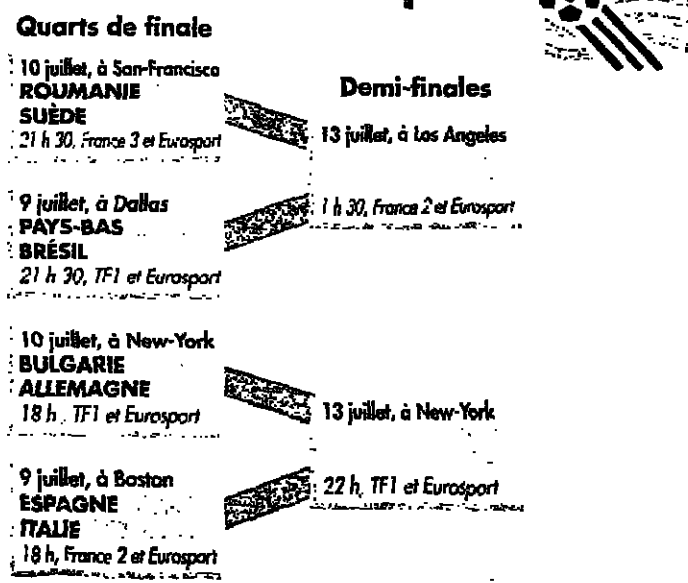 Quarts de finale
10 juillet, à San-Francisco
ROUMANIE
SUÈDE
21 h 30, France 3 et Eurosport
9 juillet, à Dallas
PAYS-BAS
BRÉSIL
21 h 30, TF1 et Eurosport
10 juillet, à New-York
BULGARIE
ALLEMAGNE
18 h, TF1 et Eurosport
9 juillet, à Boston
ESPAGNE
ITALIE
18 h, France 2 et Eurosport
Demi-finales
13 juillet, à Los Angeles
1 h 30, France 2 et Eurosport
13 juillet, à New-York
22 h, TF1 et Eurosport